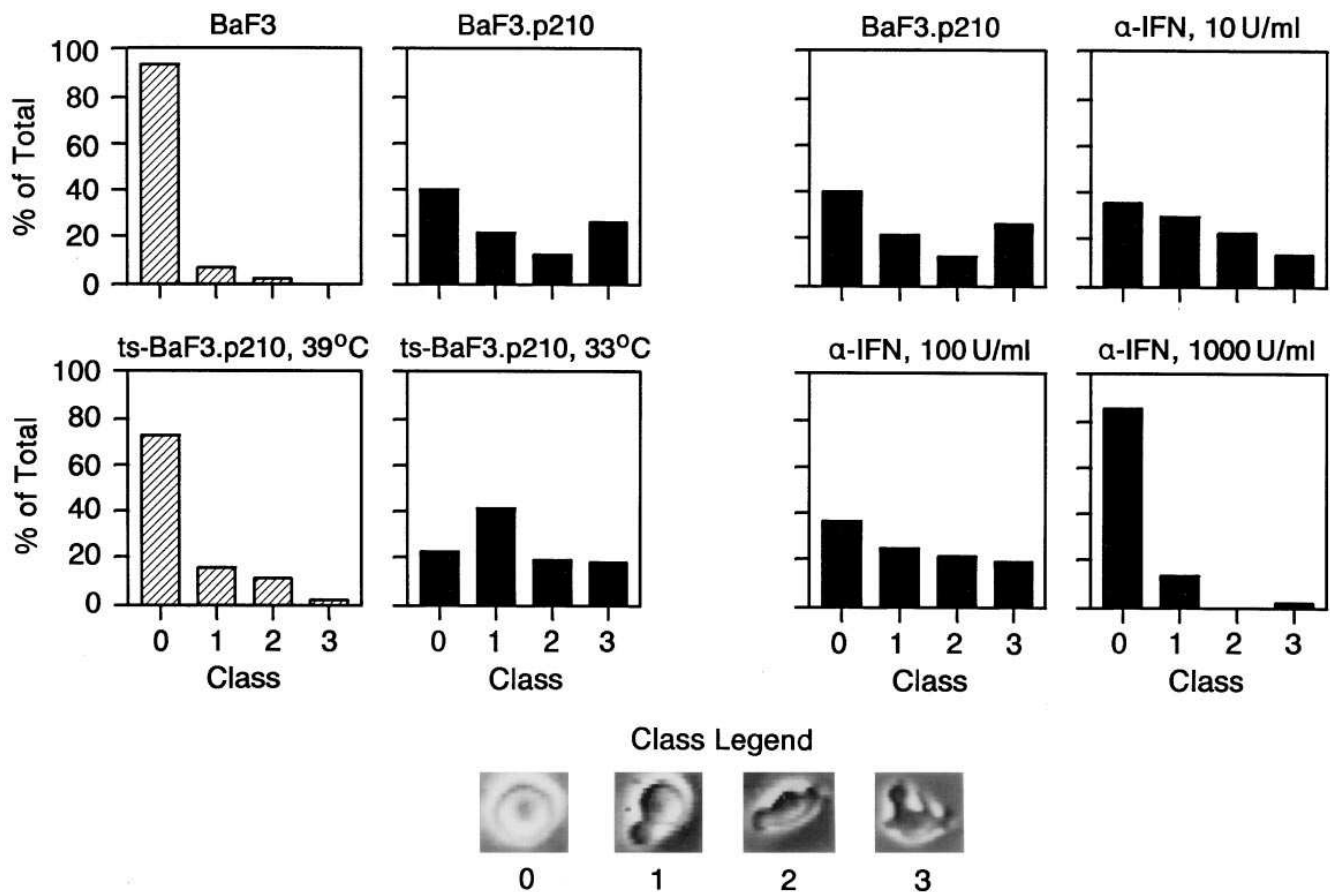 BaF3 BaF3.p210 BaF3.p210 α-IFN, 10 U/ml
% of Total
100
80
60
40
20
0
ts-BaF3.p210, 39°C ts-BaF3.p210, 33°C α-IFN, 100 U/ml α-IFN, 1000 U/ml
% of Total
100
80
60
40
20
0
0 1 2 3 0 1 2 3 0 1 2 3 0 1 2 3
Class Class Class Class
Class Legend
0 1 2 3